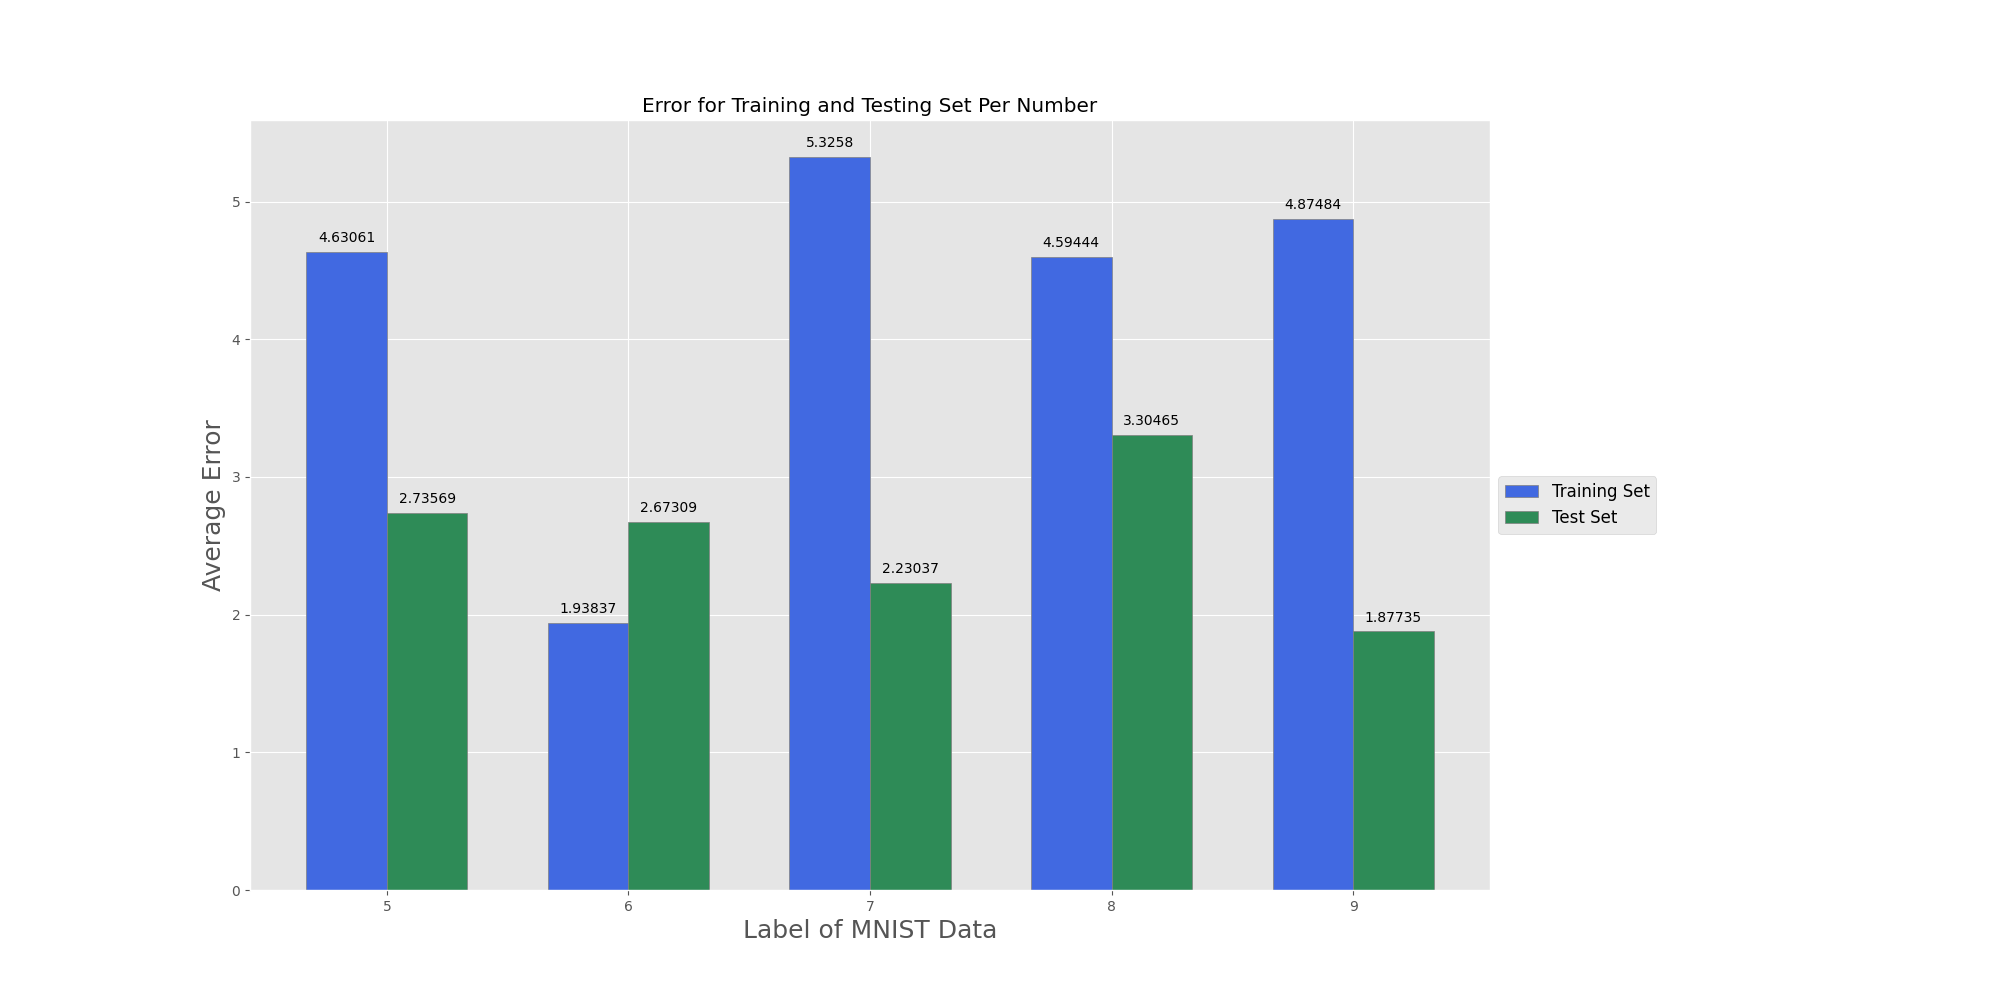 Error for Training and Testing Set Per Number
5.3258
4.87484
4.63061
4.59444
3.30465
2.73569
2.67309
2.23037
1.93837
1.87735
5
4
3
2
1
0
Average Error
5 6 7 8 9
Label of MNIST Data
Training Set
Test Set